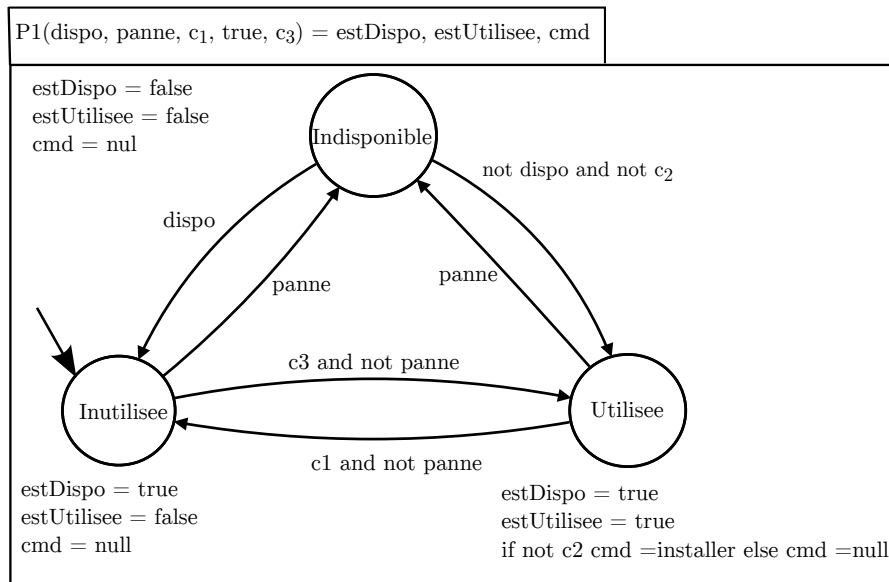 P1(dispo, panne, c₁, true, c₃) = estDispo, estUtilisee, cmd
estDispo = false
estUtilisee = false
cmd = nul
Indisponible
not dispo and not c₂
dispo
panne
panne
c3 and not panne
Inutilisee
Utilisee
c1 and not panne
estDispo = true
estUtilisee = false
cmd = null
estDispo = true
estUtilisee = true
if not c2 cmd =installer else cmd =null